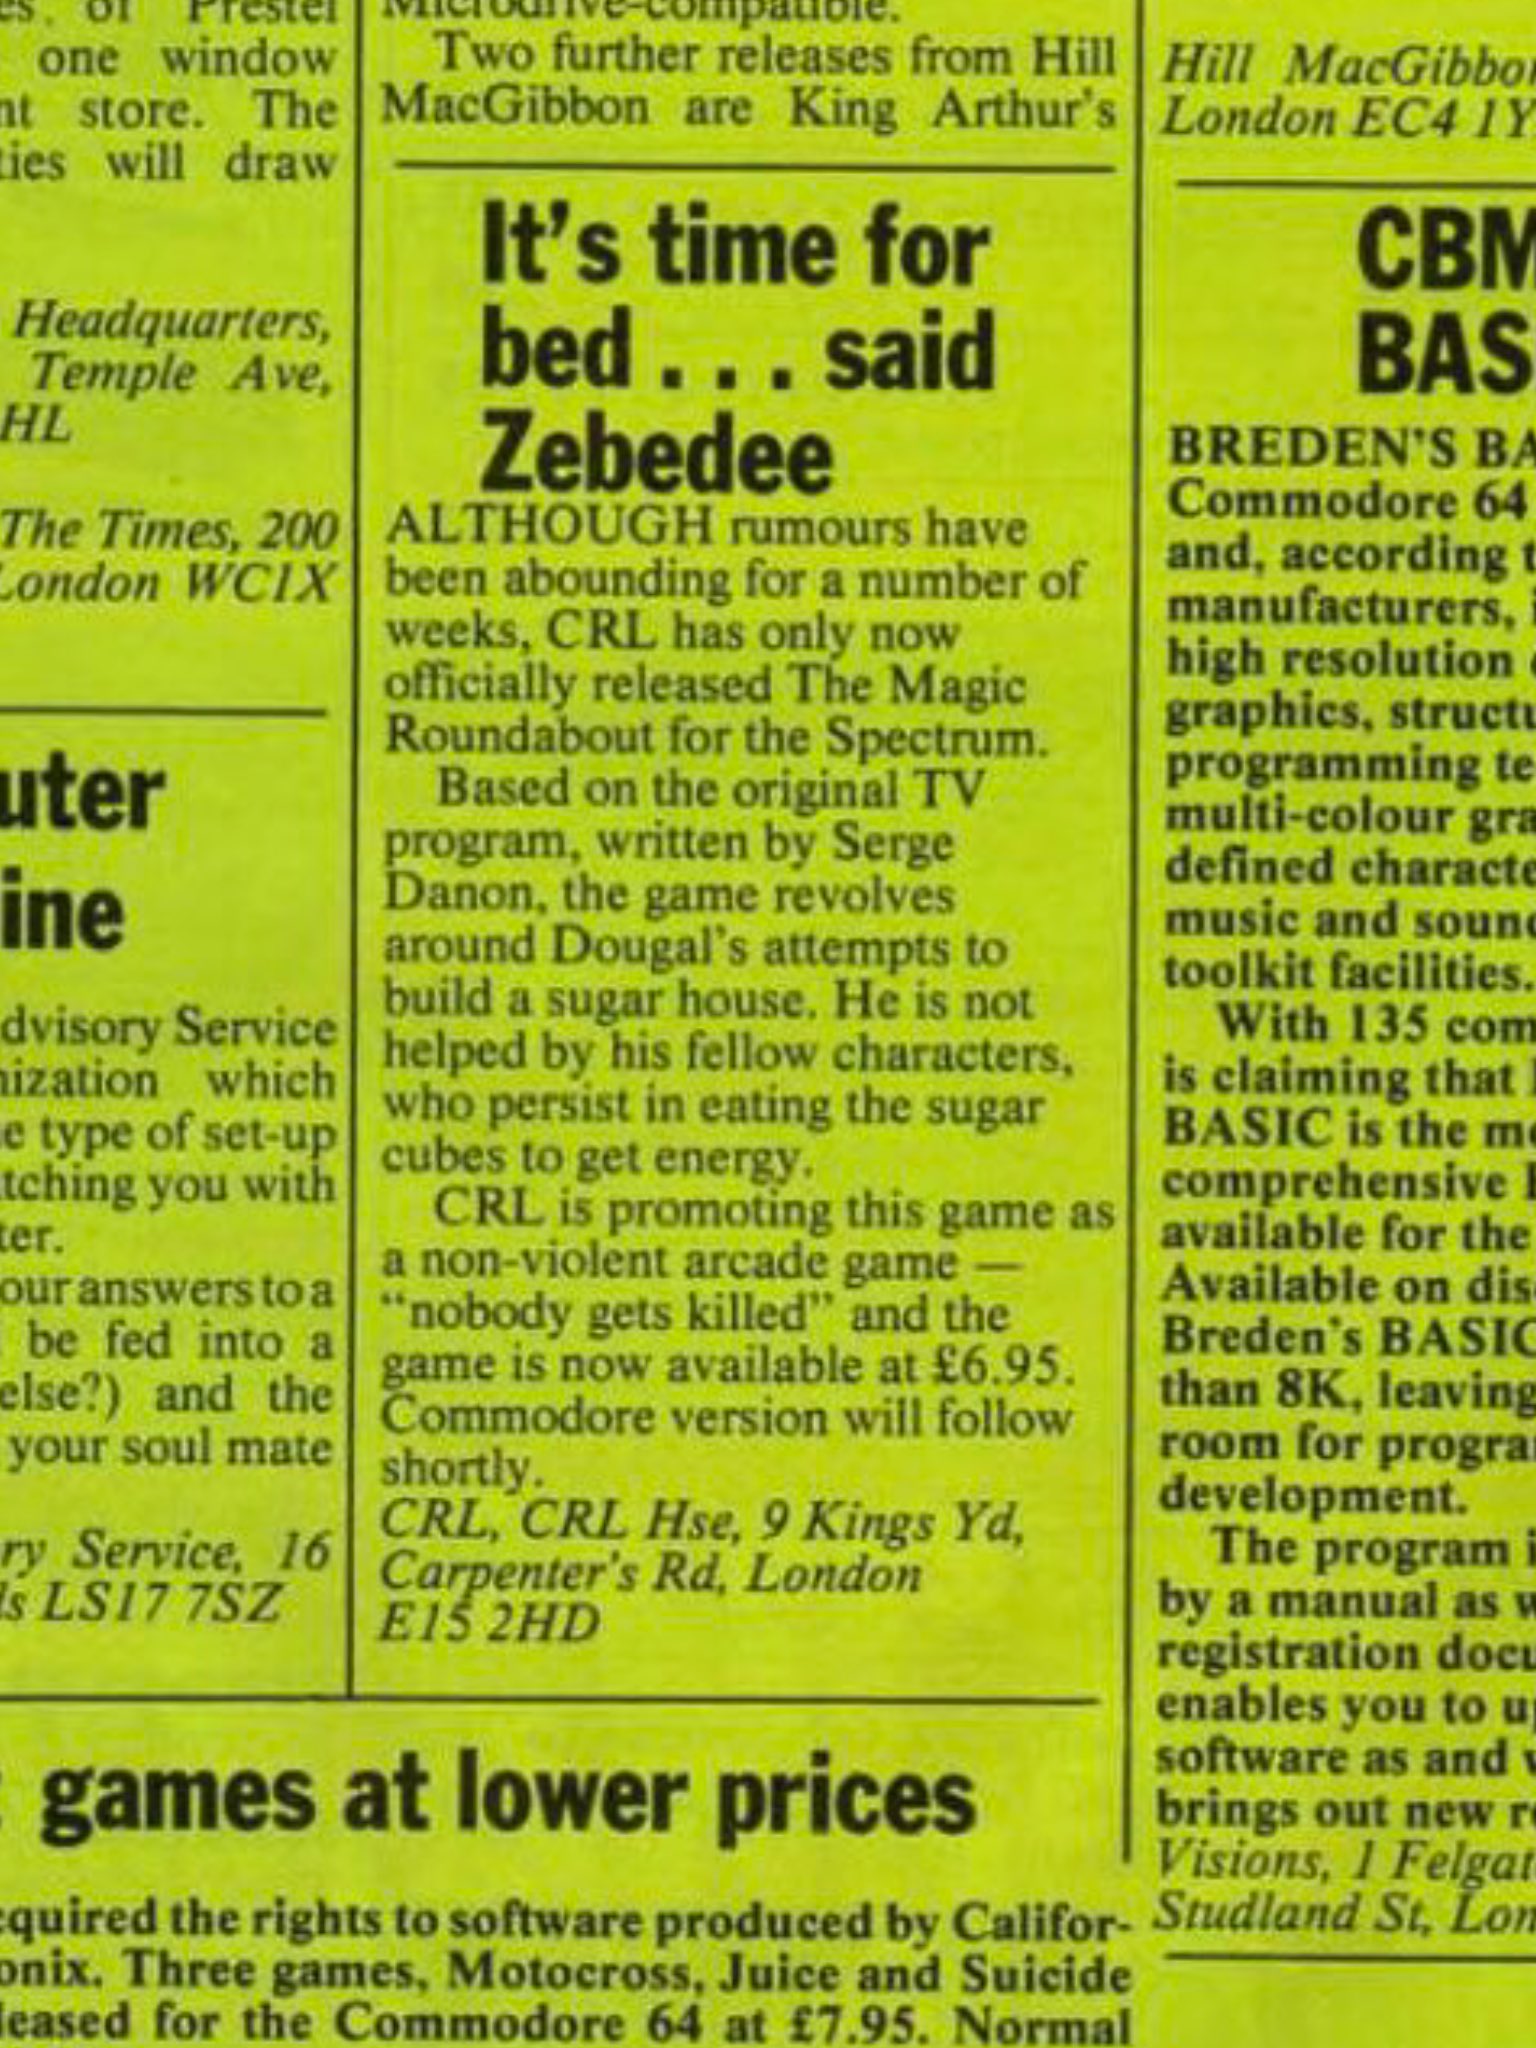 of Prestel
one window
store. The
will draw
Headquarters,
Temple Ave,
HL
The Times, 200
London WC1X
dvisory Service
which
type of set-up
you with
our answers to a
be fed into a
else?) and the
your soul mate
Service, 16
LS17 7SZ
Microdrive-compatible.
Two further releases from Hill
MacGibbon are King Arthur's
It's time for
bed . . . said
Zebedee
ALTHOUGH rumours have
been abounding for a number of
weeks, CRL has only now
officially released The Magic
Roundabout for the Spectrum.
Based on the original TV
program, written by Serge
Danon, the game revolves
around Dougal's attempts to
build a sugar house. He is not
helped by his fellow characters,
who persist in eating the sugar
cubes to get energy.
CRL is promoting this game as
a non-violent arcade game —
"nobody gets killed" and the
game is now available at £6.95.
Commodore version will follow
shortly.
CRL, CRL Hse, 9 Kings Yd,
Carpenter's Rd, London
E15 2HD
games at lower prices
the rights to software produced by Califor-
onix. Three games, Motocross, Juice and Suicide
for the Commodore 64 at £7.95. Normal
Hill MacGibbon
London EC4 1Y
CBM
BAS
BREDEN'S BA
Commodore 64
and, according
manufacturers,
high resolution
graphics,
programming
multi-colour
defined
music and
toolkit facilities.
With 135
is claiming that
BASIC is the
comprehensive
available for the
Available on
Breden's BASIC
than 8K, leaving
room for
development.
The program
by a manual as
registration
enables you to
software as and
brings out new
Visions, 1
Studland St,